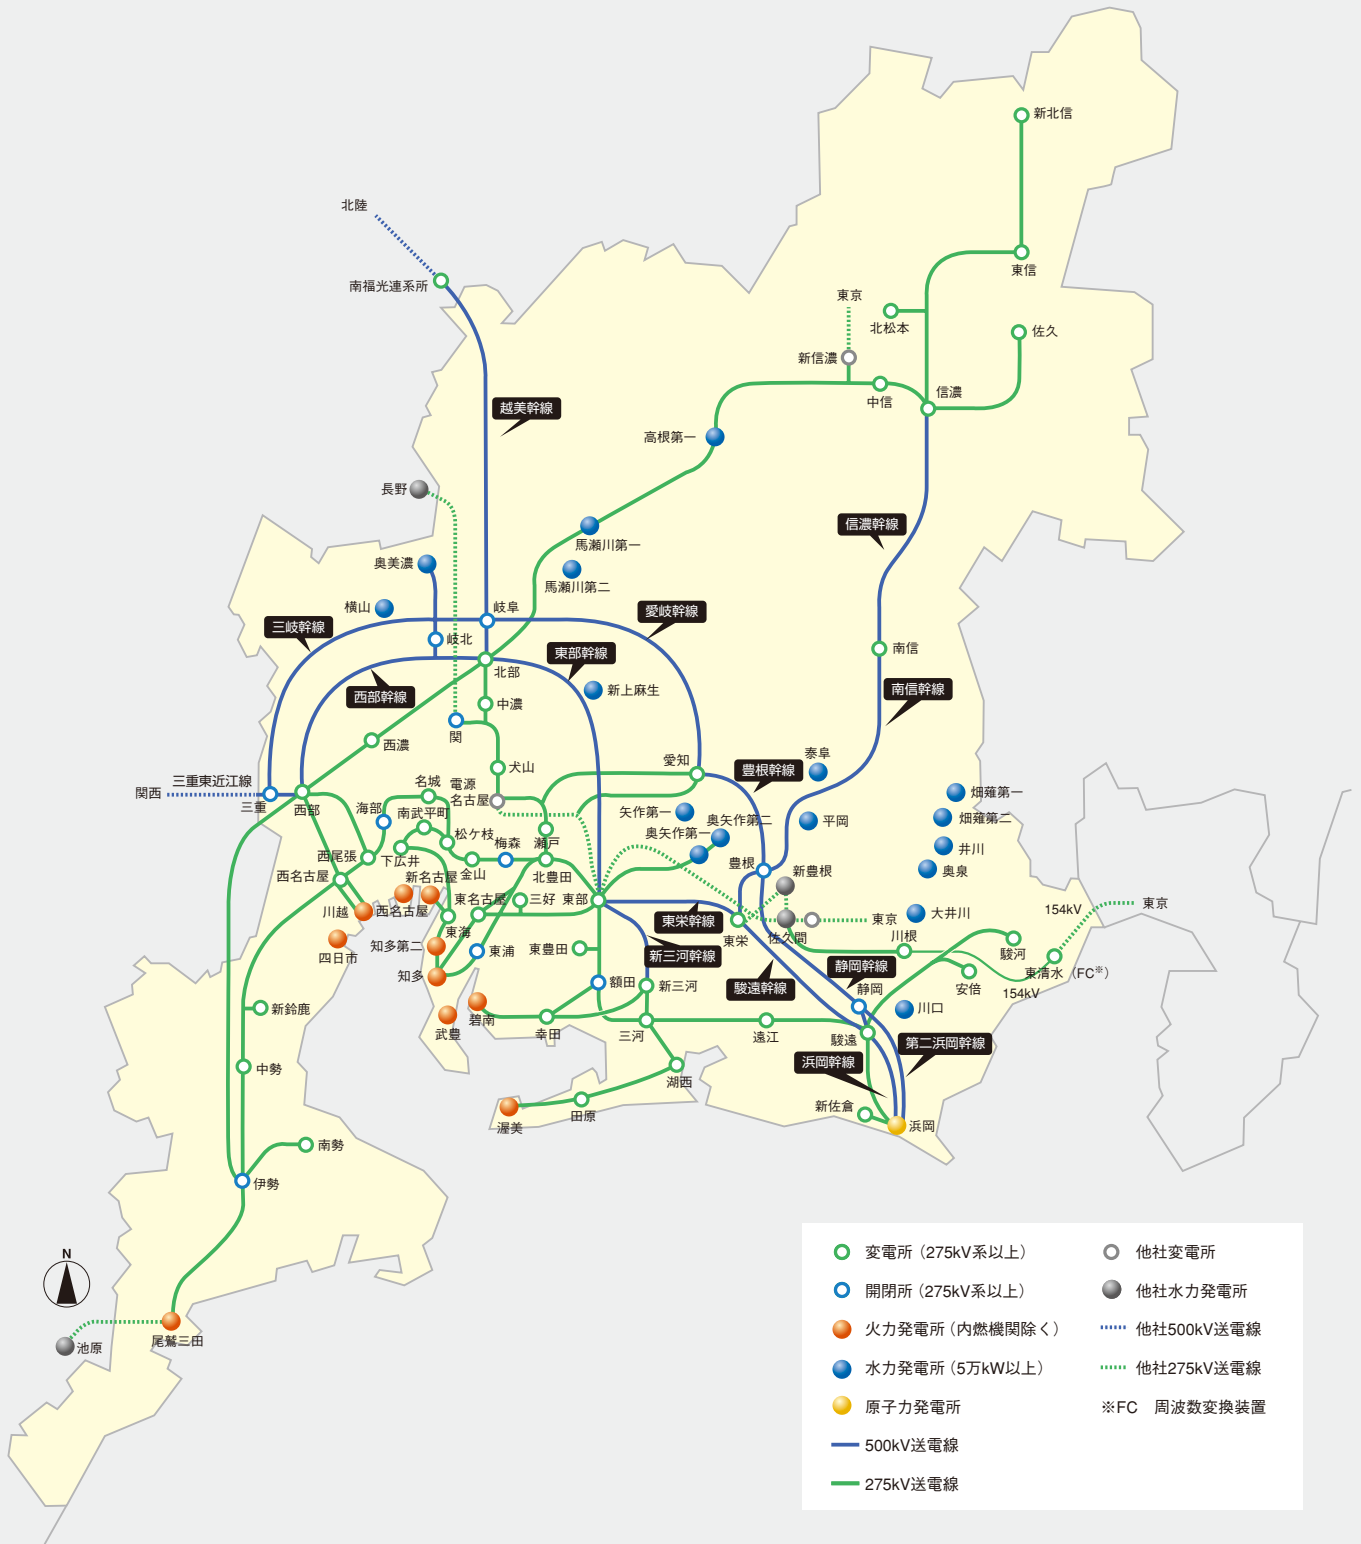 新北信
北陸
東信
南福光連系所
東京
北松本
佐久
新信濃
信濃
中信
越美幹線
高根第一
長野
信濃幹線
馬瀬川第一
奥美濃
馬瀬川第二
横山
岐阜
愛岐幹線
三岐幹線
岐北
東部幹線
南信
北部
西部幹線
新上麻生
南信幹線
中濃
関
西濃
泰阜
愛知
犬山
豊根幹線
三重東近江線
関西
名城
電源
名古屋
畑薙第一
三重
西部
海部
南武平町
矢作第一
奥矢作第二
平岡
畑薙第二
松ケ枝
梅森
瀬戸
奥矢作第一
井川
西尾張
下広井
豊根
新豊根
奥泉
西名古屋
新名古屋
金山
北豊田
川越
西名古屋
東名古屋
三好
東部
東栄幹線
東京
大井川
154kV
東京
東海
東栄
佐久間
川根
四日市
知多第二
東浦
東豊田
新三河幹線
静岡幹線
駿河
東清水（FC※）
知多
額田
新三河
駿遠幹線
静岡
安倍
154kV
新鈴鹿
武豊
碧南
幸田
三河
遠江
駿遠
川口
浜岡幹線
第二浜岡幹線
中勢
湖西
渥美
田原
新佐倉
浜岡
南勢
伊勢
N
池原
尾鷲三田
変電所（275kV系以上）
開閉所（275kV系以上）
火力発電所（内燃機関除く）
水力発電所（5万kW以上）
原子力発電所
500kV送電線
275kV送電線
他社変電所
他社水力発電所
他社500kV送電線
他社275kV送電線
※FC　周波数変換装置